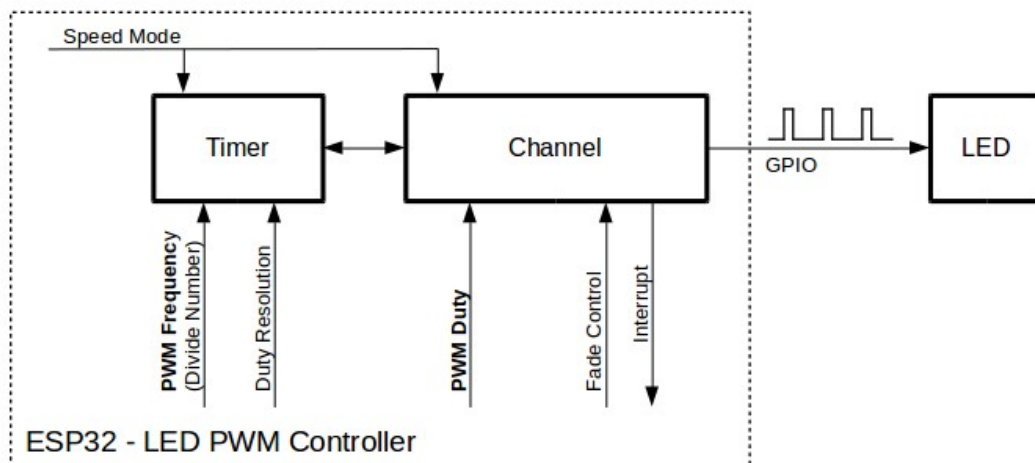 Speed Mode
Timer
Channel
GPIO
LED
PWM Frequency
(Divide Number)
Duty Resolution
PWM Duty
Fade Control
Interrupt
ESP32 - LED PWM Controller